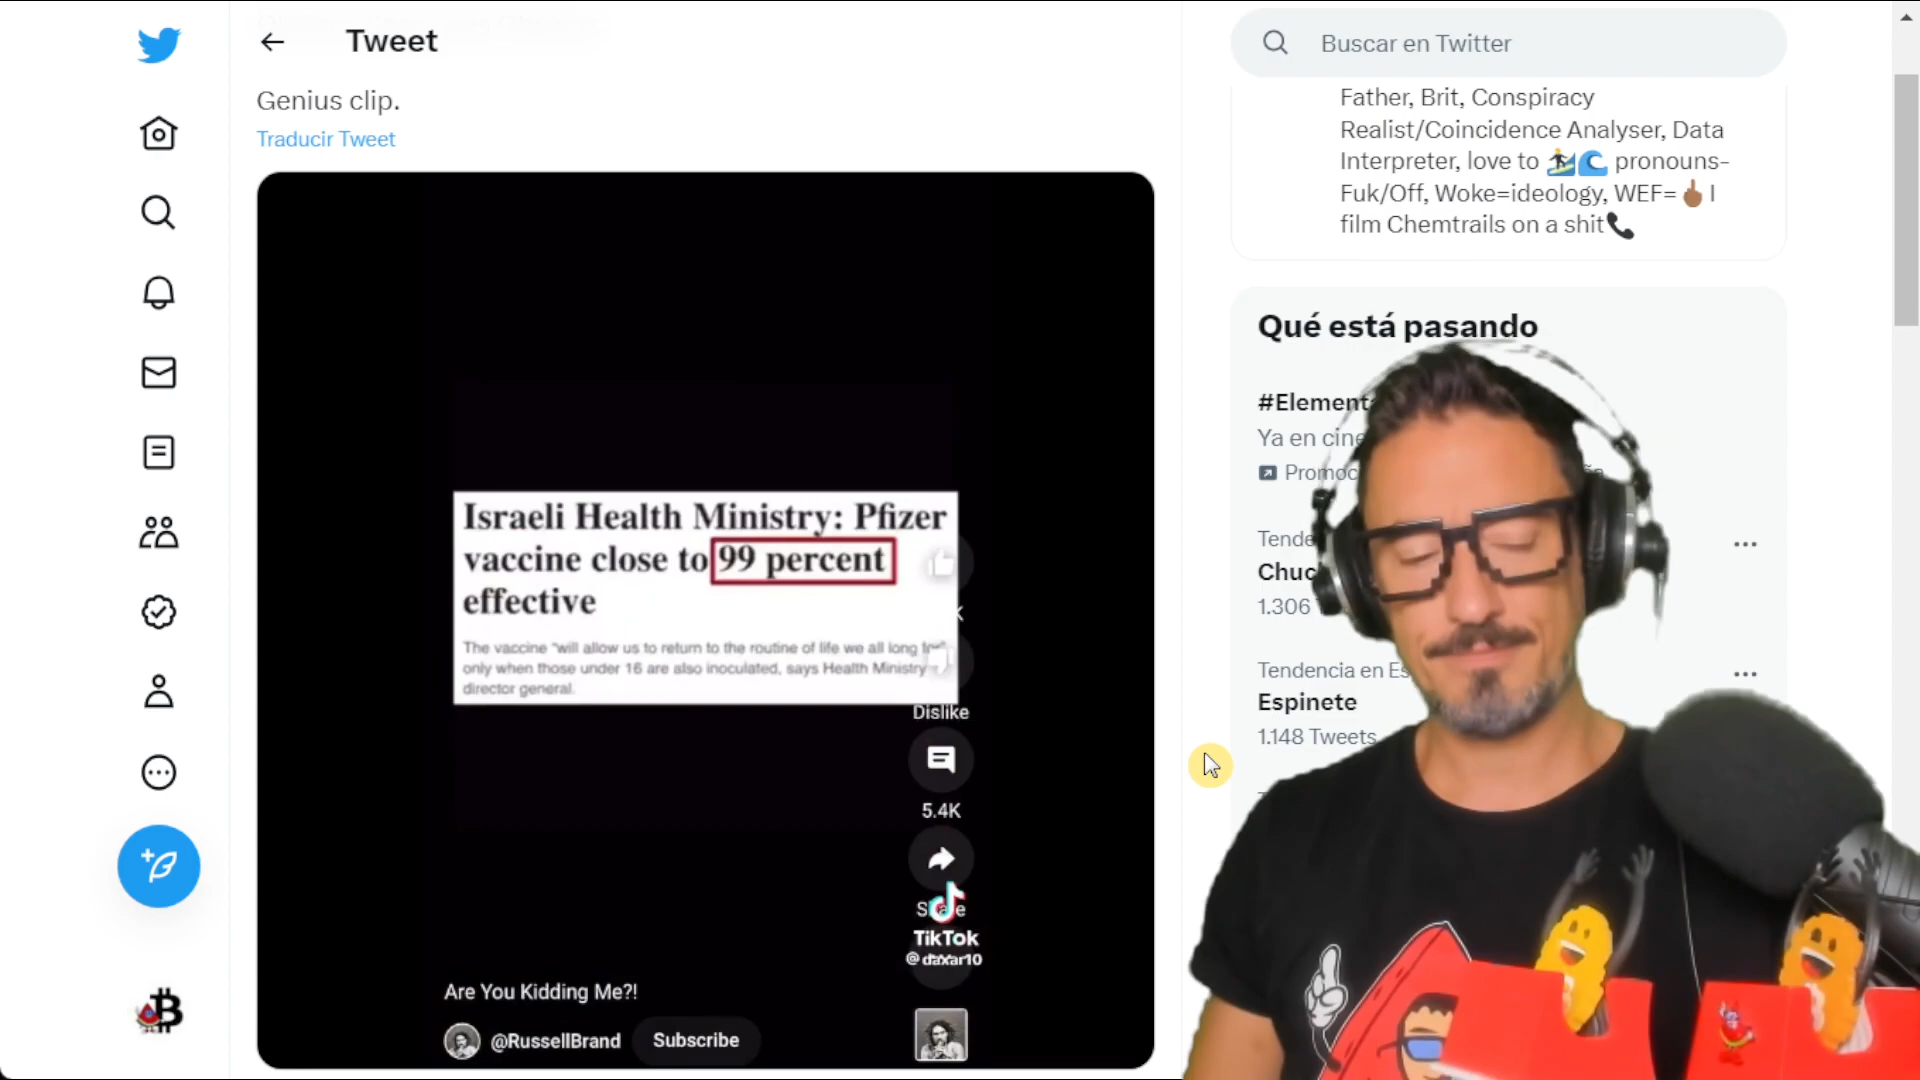 Tweet
Genius clip.
Traducir Tweet
Israeli Health Ministry: Pfizer
vaccine close to 99 percent
effective
The vaccine "will allow us to return to the routine of life we all long
only when those under 16 are also inoculated, says Health Ministry
director general.
Dislike
5.4K
TikTok
@daxar10
Are You Kidding Me?!
@RussellBrand
Subscribe
Buscar en Twitter
Father, Brit, Conspiracy
Realist/Coincidence Analyser, Data
Interpreter, love to 🏄🌊 pronouns-
Fuk/Off, Woke=ideology, WEF=🖕🏾I
film Chemtrails on a shit📞
Qué está pasando
#Elementa
Ya en cine
Promoc
Tende
Chuc
1.306
Tendencia en Es
Espinete
1.148 Tweets